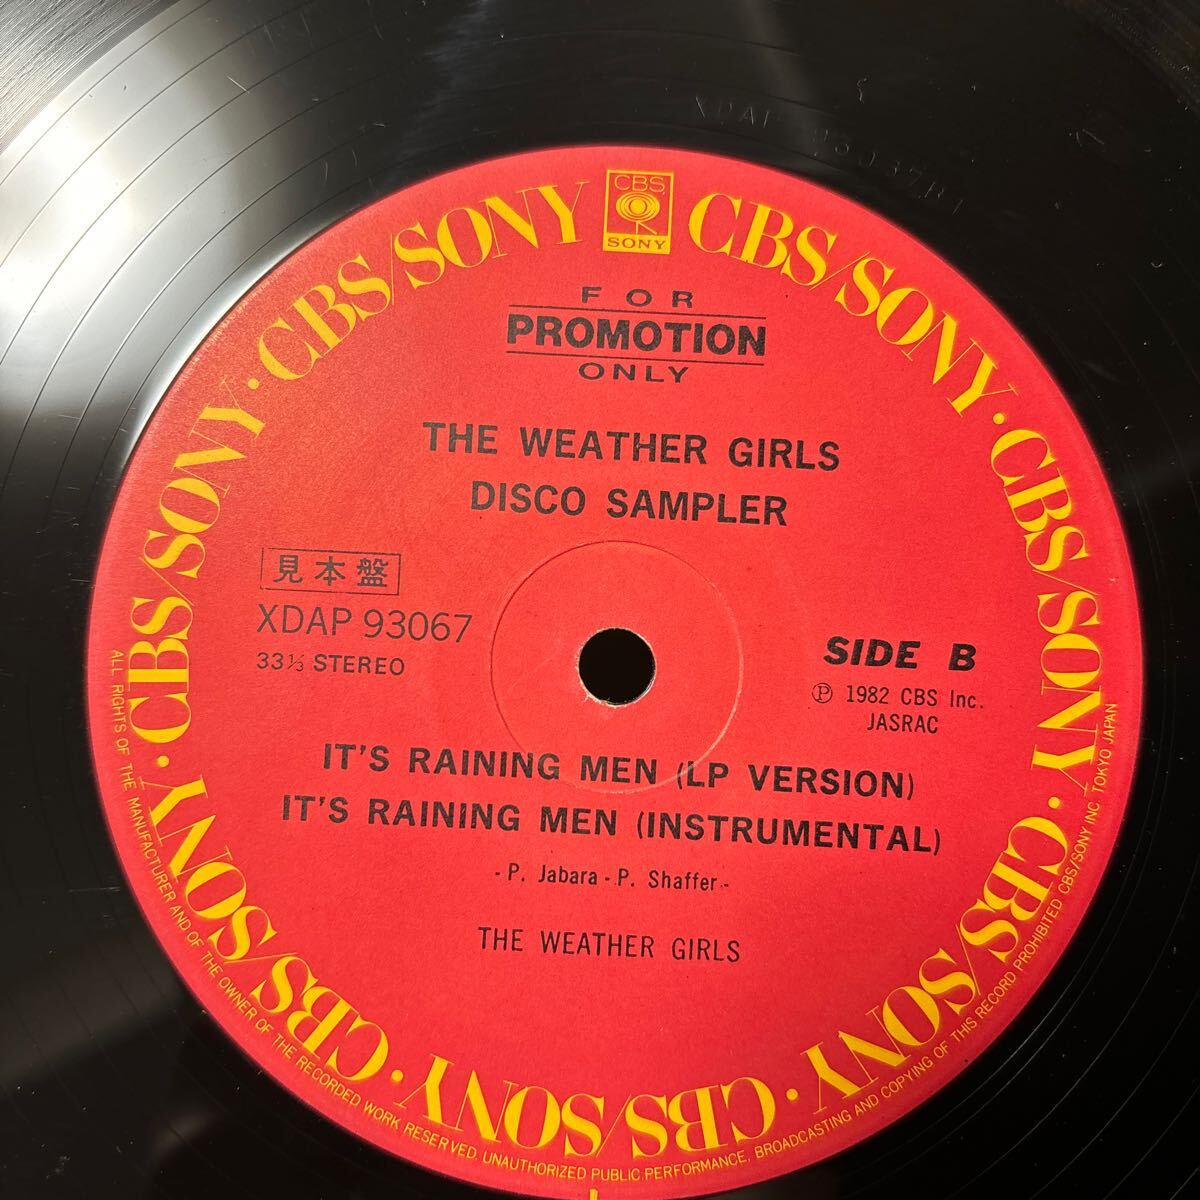 CBS/SONY · CBS/SONY · CBS/SONY · CBS/SONY · CBS/SONY · CBS/SONY · CBS/SONY · CBS/SONY
CBS
SONY
FOR
PROMOTION
ONLY
THE WEATHER GIRLS
DISCO SAMPLER
見本盤
XDAP 93067
33⅓ STEREO
SIDE B
Ⓟ 1982 CBS Inc.
JASRAC
IT'S RAINING MEN (LP VERSION)
IT'S RAINING MEN (INSTRUMENTAL)
- P. Jabara - P. Shaffer -
THE WEATHER GIRLS
ALL RIGHTS OF THE MANUFACTURER AND OF THE OWNER OF THE RECORDED WORK RESERVED. UNAUTHORIZED PUBLIC PERFORMANCE, BROADCASTING AND COPYING OF THIS RECORD PROHIBITED CBS/SONY INC. TOKYO JAPAN